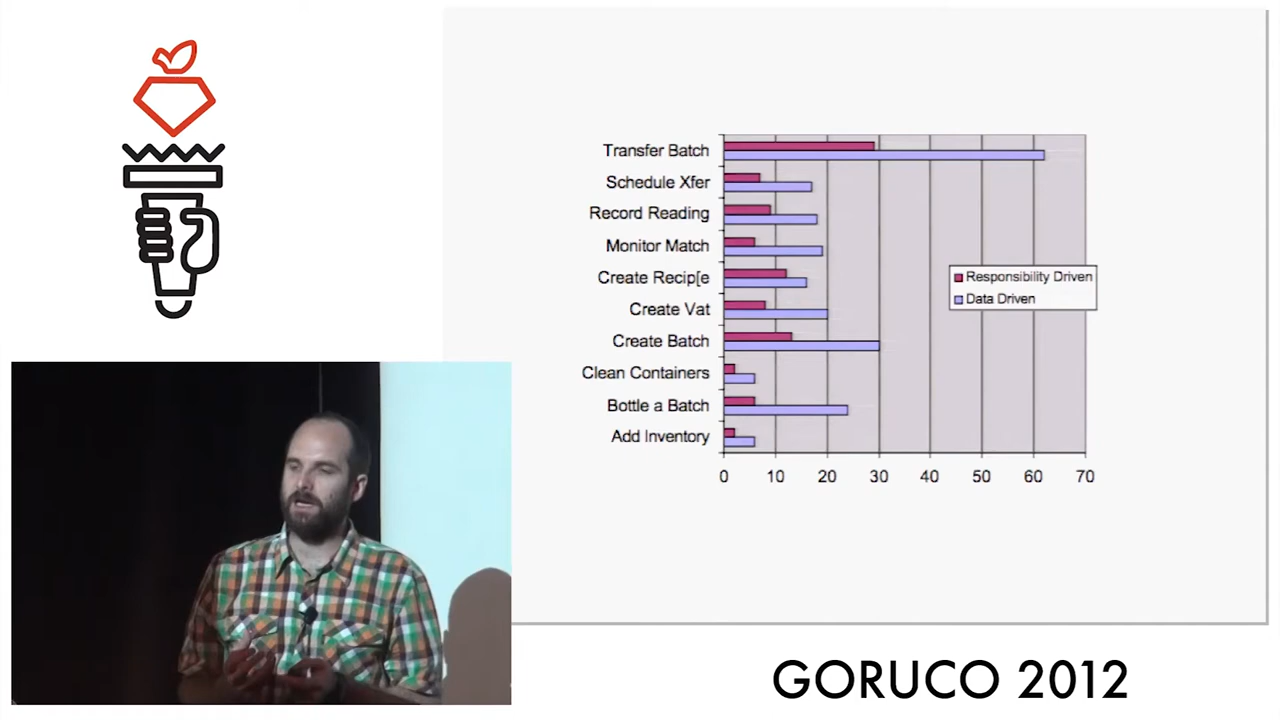 Transfer Batch
Schedule Xfer
Record Reading
Monitor Match
Create Recip[e
Create Vat
Create Batch
Clean Containers
Bottle a Batch
Add Inventory
0 10 20 30 40 50 60 70
Responsibility Driven
Data Driven
GORUCO 2012